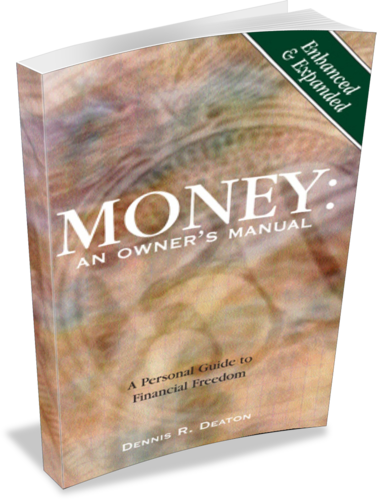 Enhanced
& Expanded
MONEY:
AN OWNER'S MANUAL
A Personal Guide to
Financial Freedom
DENNIS R. DEATON